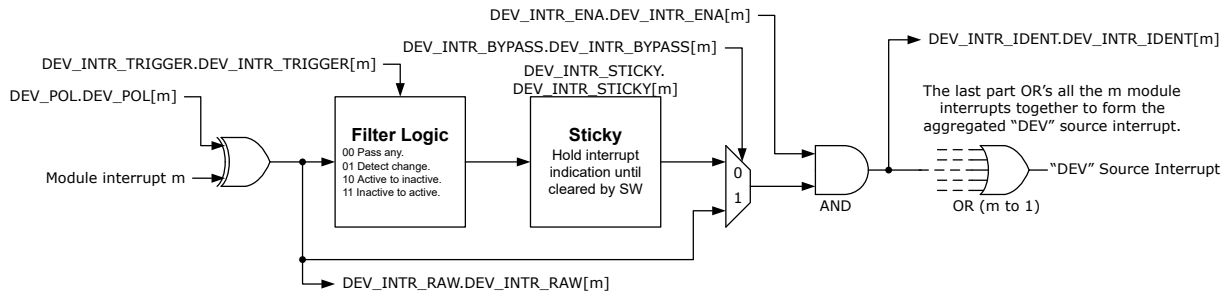 DEV_INTR_ENA.DEV_INTR_ENA[m]
DEV_INTR_BYPASS.DEV_INTR_BYPASS[m]
DEV_INTR_IDENT.DEV_INTR_IDENT[m]
DEV_INTR_TRIGGER.DEV_INTR_TRIGGER[m]
DEV_INTR_STICKY.
DEV_INTR_STICKY[m]
DEV_POL.DEV_POL[m]
The last part OR's all the m module
interrupts together to form the
aggregated “DEV” source interrupt.
Filter Logic
00 Pass any.
01 Detect change.
10 Active to inactive.
11 Inactive to active.
Sticky
Hold interrupt
indication until
cleared by SW
Module interrupt m
0
1
AND
“DEV” Source Interrupt
OR (m to 1)
DEV_INTR_RAW.DEV_INTR_RAW[m]